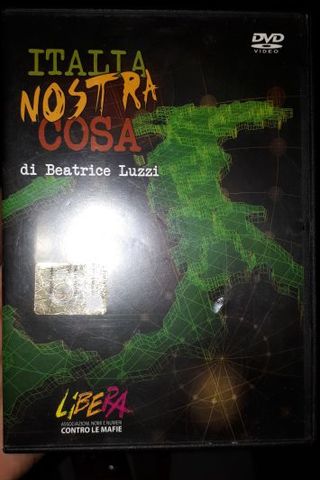 DVD
VIDEO
ITALIA
NOSTRA
COSA
di Beatrice Luzzi
LIBERA
ASSOCIAZIONI, NOMI E NUMERI
CONTRO LE MAFIE